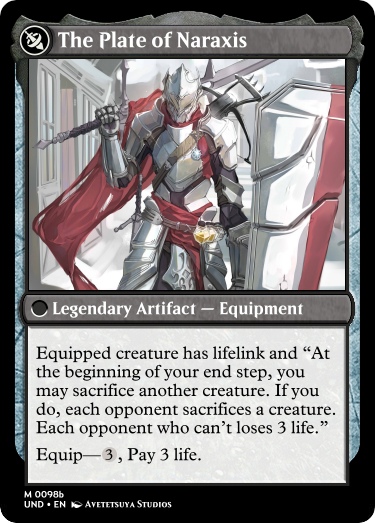 The Plate of Naraxis
Legendary Artifact — Equipment
Equipped creature has lifelink and “At
the beginning of your end step, you
may sacrifice another creature. If you
do, each opponent sacrifices a creature.
Each opponent who can’t loses 3 life.”
Equip—3, Pay 3 life.
M 0098b
UND • EN Avetetsuya Studios